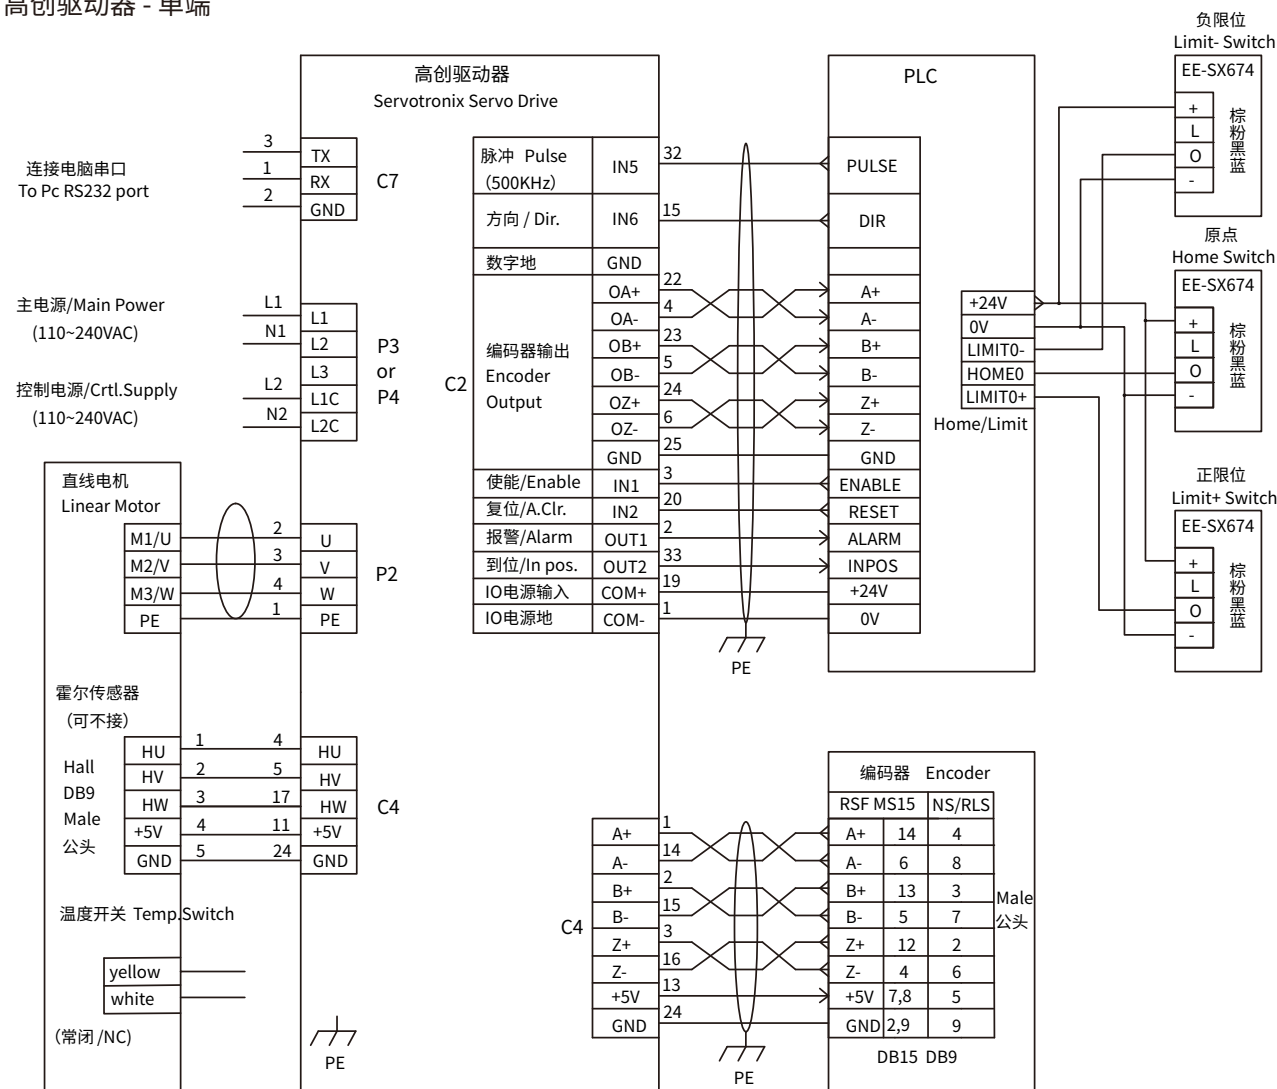 高创驱动器 - 单端
负限位
Limit- Switch
EE-SX674
+
L
O
-
棕
粉
黑
蓝
高创驱动器
Servotronix Servo Drive
PLC
连接电脑串口
To Pc RS232 port
3
TX
1
RX
2
GND
C7
脉冲 Pulse
(500KHz)
IN5
32
PULSE
方向 / Dir.
IN6
15
DIR
数字地
GND
编码器输出
Encoder
Output
C2
OA+
22
A+
OA-
4
A-
OB+
23
B+
OB-
5
B-
OZ+
24
Z+
OZ-
6
Z-
GND
25
GND
使能/Enable
IN1
3
ENABLE
复位/A.Clr.
IN2
20
RESET
报警/Alarm
OUT1
2
ALARM
到位/In pos.
OUT2
33
INPOS
IO电源输入
COM+
19
+24V
IO电源地
COM-
1
0V
PE
+24V
0V
LIMIT0-
HOME0
LIMIT0+
Home/Limit
原点
Home Switch
EE-SX674
+
L
O
-
棕
粉
黑
蓝
正限位
Limit+ Switch
EE-SX674
+
L
O
-
棕
粉
黑
蓝
主电源/Main Power
(110~240VAC)
控制电源/Crtl.Supply
(110~240VAC)
L1
L1
N1
L2
L3
L2
L1C
N2
L2C
P3
or
P4
直线电机
Linear Motor
M1/U
2
U
M2/V
3
V
M3/W
4
W
PE
1
PE
P2
霍尔传感器
(可不接)
Hall
DB9
Male
公头
HU
1
4
HU
HV
2
5
HV
HW
3
17
HW
+5V
4
11
+5V
GND
5
24
GND
C4
温度开关 Temp.Switch
yellow
white
(常闭 /NC)
PE
编码器 Encoder
RSF MS15
NS/RLS
C4
A+
1
A+
14
4
A-
14
A-
6
8
B+
2
B+
13
3
B-
15
B-
5
7
Z+
3
Z+
12
2
Z-
16
Z-
4
6
+5V
13
+5V
7,8
5
GND
24
GND
2,9
9
Male
公头
DB15 DB9
PE